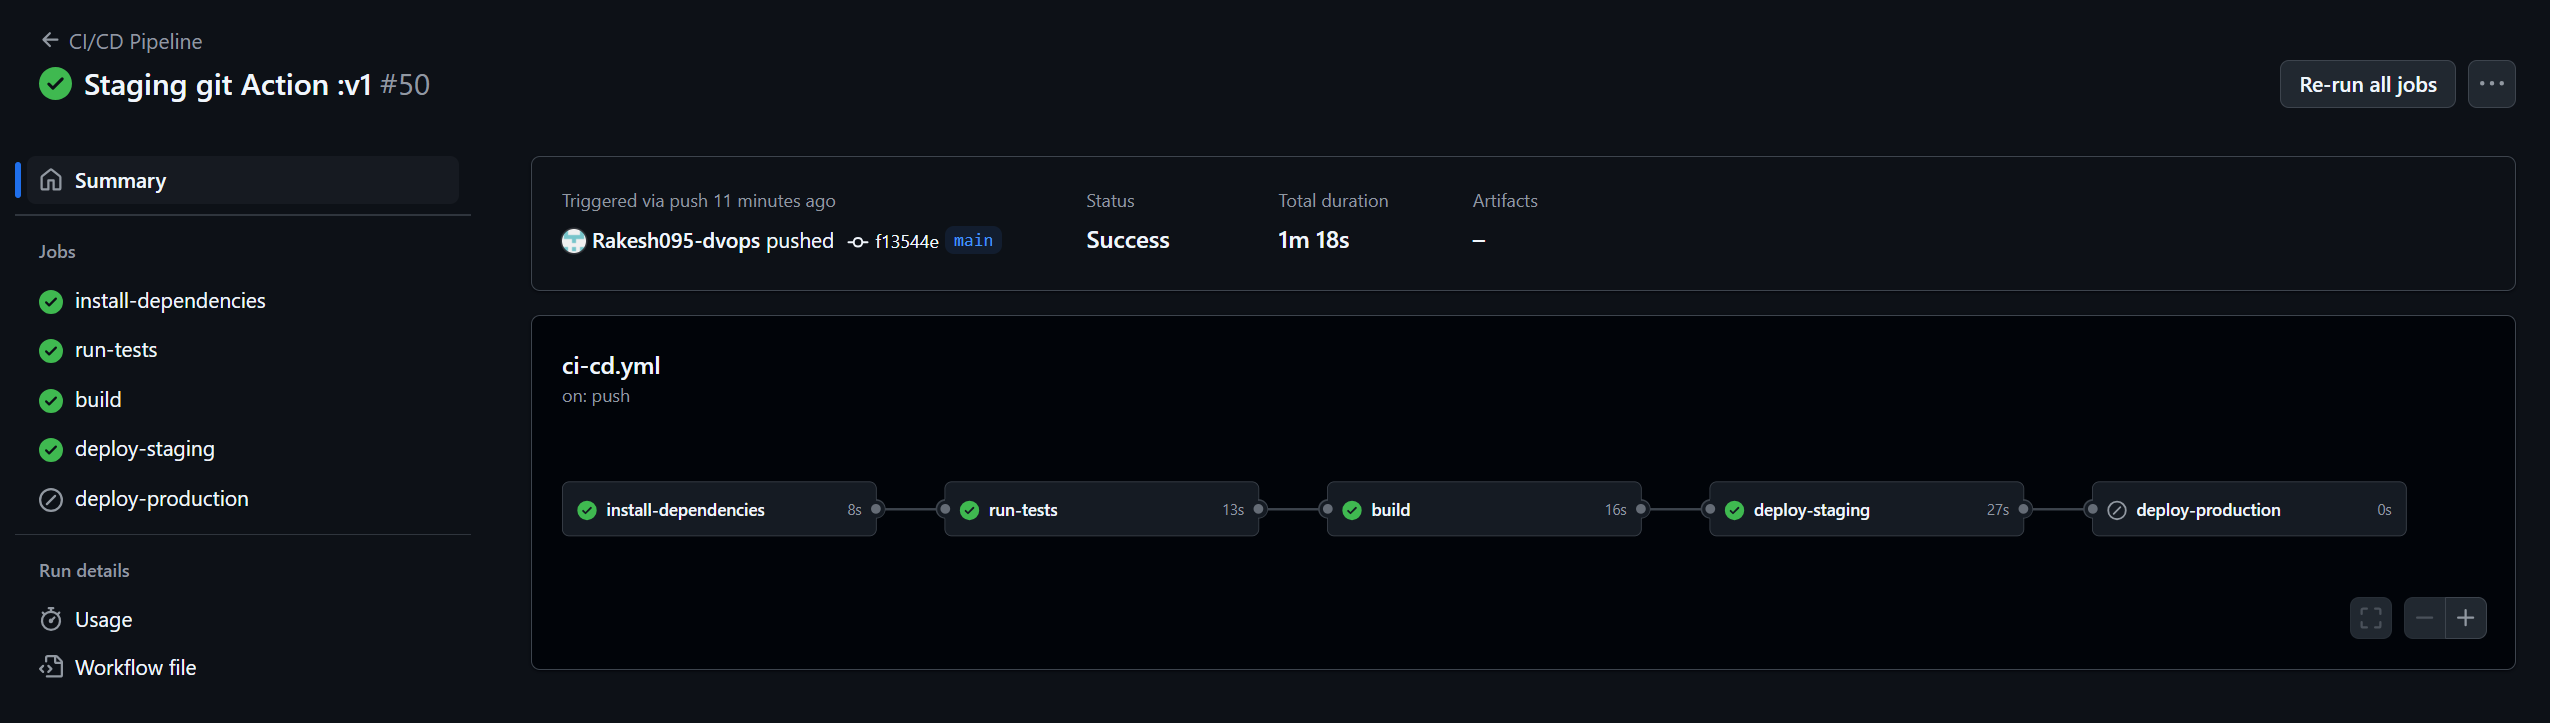 CI/CD Pipeline
Staging git Action :v1 #50
Re-run all jobs
Summary
Jobs
install-dependencies
run-tests
build
deploy-staging
deploy-production
Run details
Usage
Workflow file
Triggered via push 11 minutes ago
Rakesh095-dvops pushed f13544e main
Status
Success
Total duration
1m 18s
Artifacts
–
ci-cd.yml
on: push
install-dependencies 8s
run-tests 13s
build 16s
deploy-staging 27s
deploy-production 0s